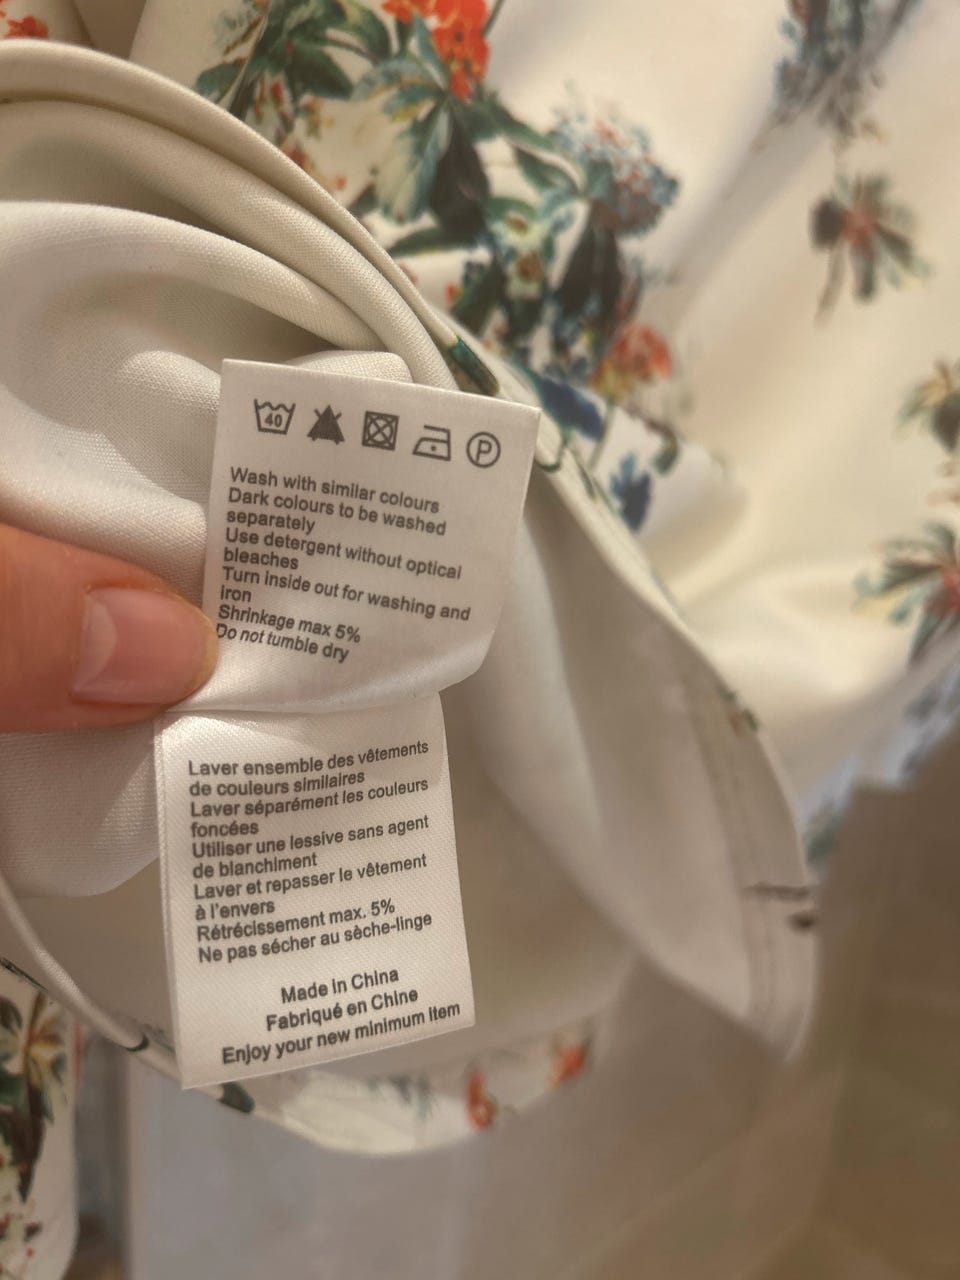 40 P
Wash with similar colours
Dark colours to be washed
separately
Use detergent without optical
bleaches
Turn inside out for washing and
iron
Shrinkage max 5%
Do not tumble dry
Laver ensemble des vêtements
de couleurs similaires
Laver séparément les couleurs
foncées
Utiliser une lessive sans agent
de blanchiment
Laver et repasser le vêtement
à l'envers
Rétrécissement max. 5%
Ne pas sécher au sèche-linge
Made in China
Fabriqué en Chine
Enjoy your new minimum item